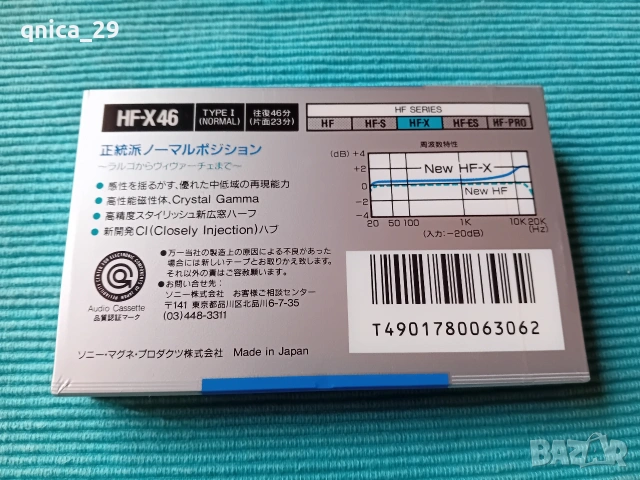 qnica_29
HF-X46
TYPE I
(NORMAL)
往復46分
(片面23分)
HF SERIES
HF HF-S HF-X HF-ES HF-PRO
正統派ノーマルポジション
〜ラルゴからヴィヴァーチェまで〜
●感性を揺るがす、優れた中低域の再現能力
●高性能磁性体、Crystal Gamma
●高精度スタイリッシュ新広窓ハーフ
●新開発CI(Closely Injection)ハブ
周波数特性
(dB) +4
+2
0
-2
-4
New HF-X
New HF
20 50 100 1K 10K 20K
(入力:-20dB) (Hz)
Audio Cassette
品質認証マーク
●万一当社の製造上の原因による不良があった
場合には新しいテープとお取りかえ致します。
それ以外の責はご容赦ください。
●お問い合せ先:
ソニー株式会社 お客様ご相談センター
〒141 東京都品川区北品川6-7-35
(03)448-3311
T4901780063062
ソニー・マグネ・プロダクツ株式会社 Made in Japan
BAZAR